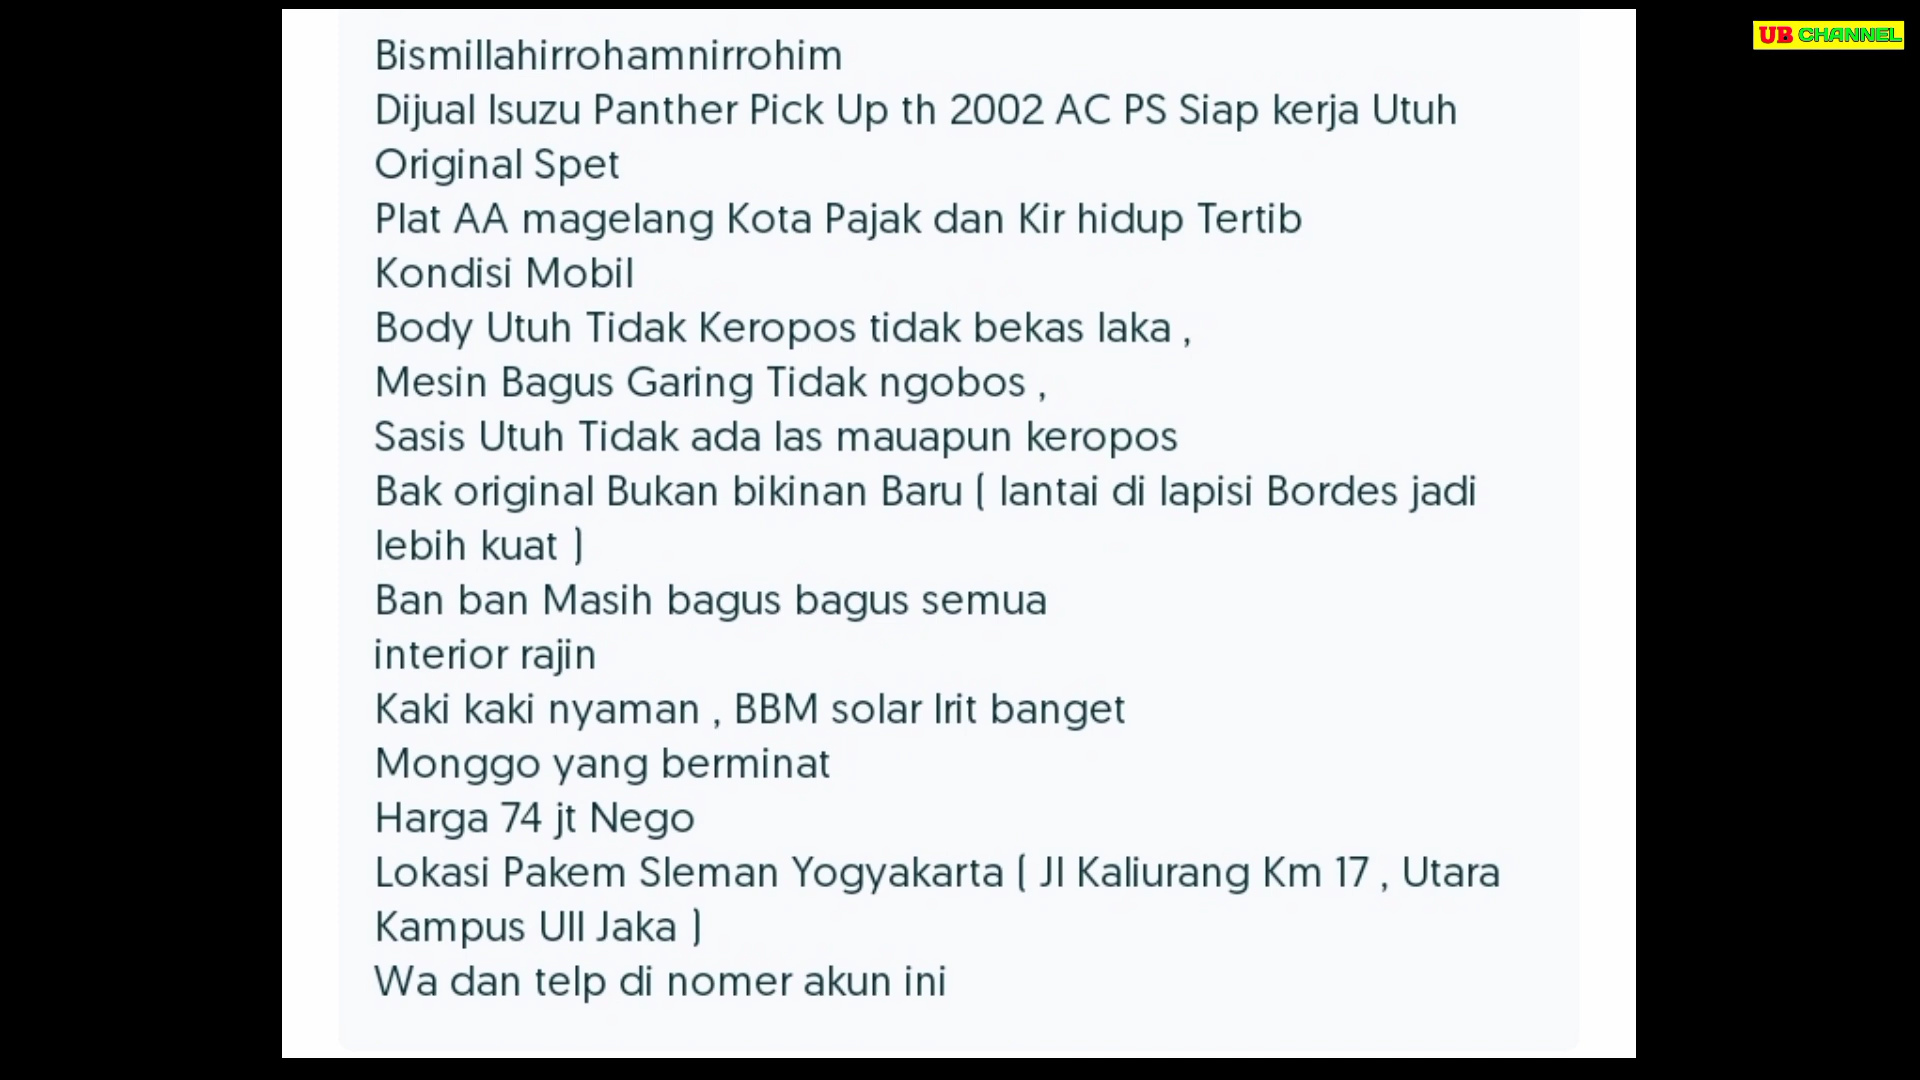 UB CHANNEL
Bismillahirrohamnirrohim
Dijual Isuzu Panther Pick Up th 2002 AC PS Siap kerja Utuh
Original Spet
Plat AA magelang Kota Pajak dan Kir hidup Tertib
Kondisi Mobil
Body Utuh Tidak Keropos tidak bekas laka ,
Mesin Bagus Garing Tidak ngobos ,
Sasis Utuh Tidak ada las mauapun keropos
Bak original Bukan bikinan Baru ( lantai di lapisi Bordes jadi
lebih kuat )
Ban ban Masih bagus bagus semua
interior rajin
Kaki kaki nyaman , BBM solar Irit banget
Monggo yang berminat
Harga 74 jt Nego
Lokasi Pakem Sleman Yogyakarta ( Jl Kaliurang Km 17 , Utara
Kampus UII Jaka )
Wa dan telp di nomer akun ini